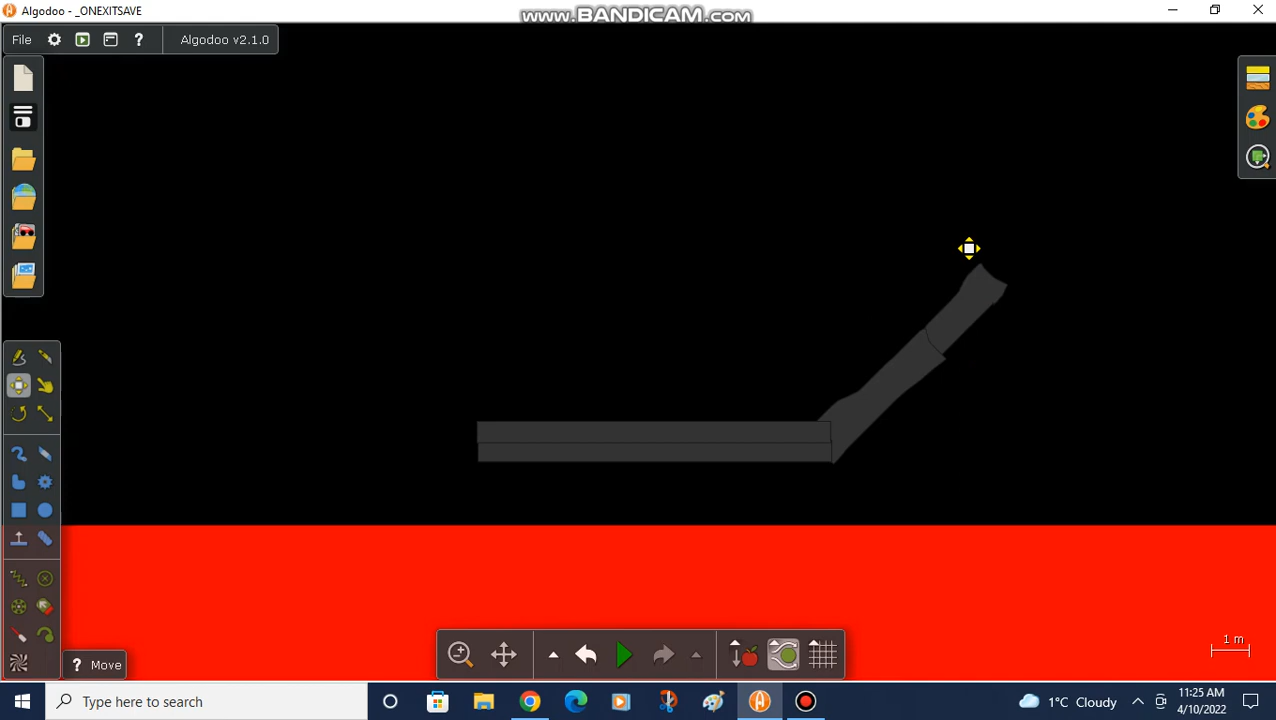 Algodoo - _ONEXITSAVE
www.BANDICAM.com
File
?
Algodoo v2.1.0
? Move
1 m
Type here to search
1°C Cloudy
11:25 AM
4/10/2022